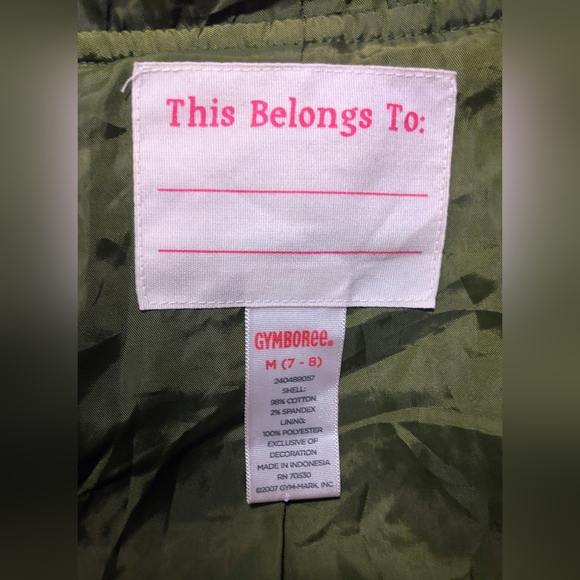 This Belongs To:
GYMBOREE®
M (7 - 8)
240489057
SHELL:
98% COTTON
2% SPANDEX
LINING:
100% POLYESTER
EXCLUSIVE OF
DECORATION
MADE IN INDONESIA
RN 70530
©2007 GYM-MARK, INC